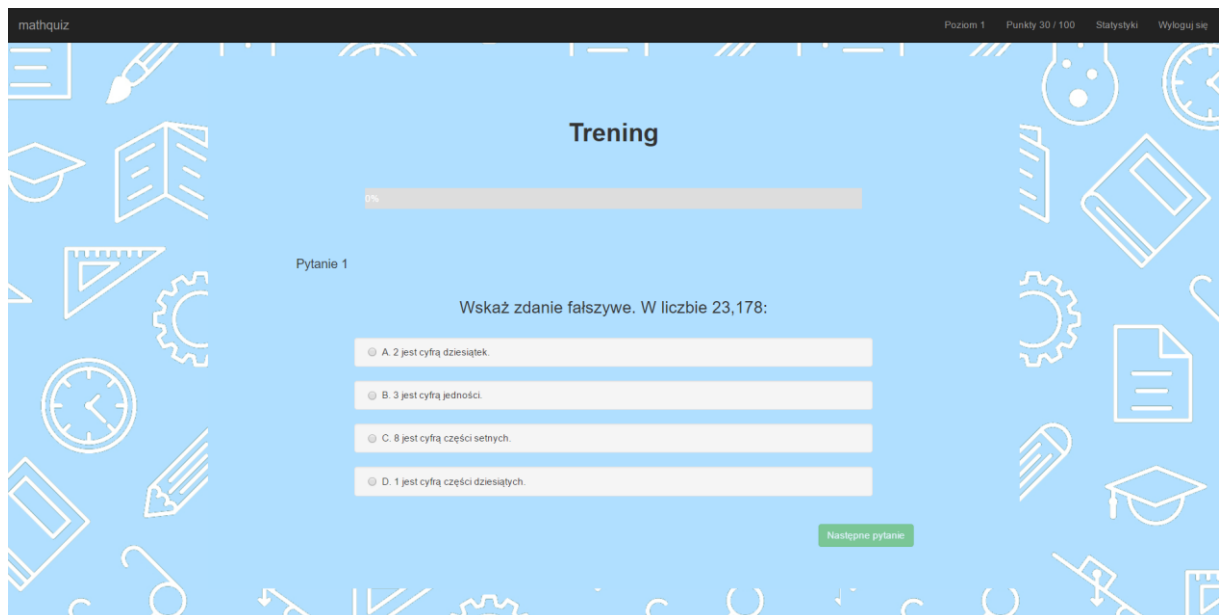 mathquiz Poziom 1 Punkty 30 / 100 Statystyki Wyloguj się
Trening
0%
Pytanie 1
Wskaż zdanie fałszywe. W liczbie 23,178:
A. 2 jest cyfrą dziesiątek.
B. 3 jest cyfrą jedności.
C. 8 jest cyfrą części setnych.
D. 1 jest cyfrą części dziesiątych.
Następne pytanie